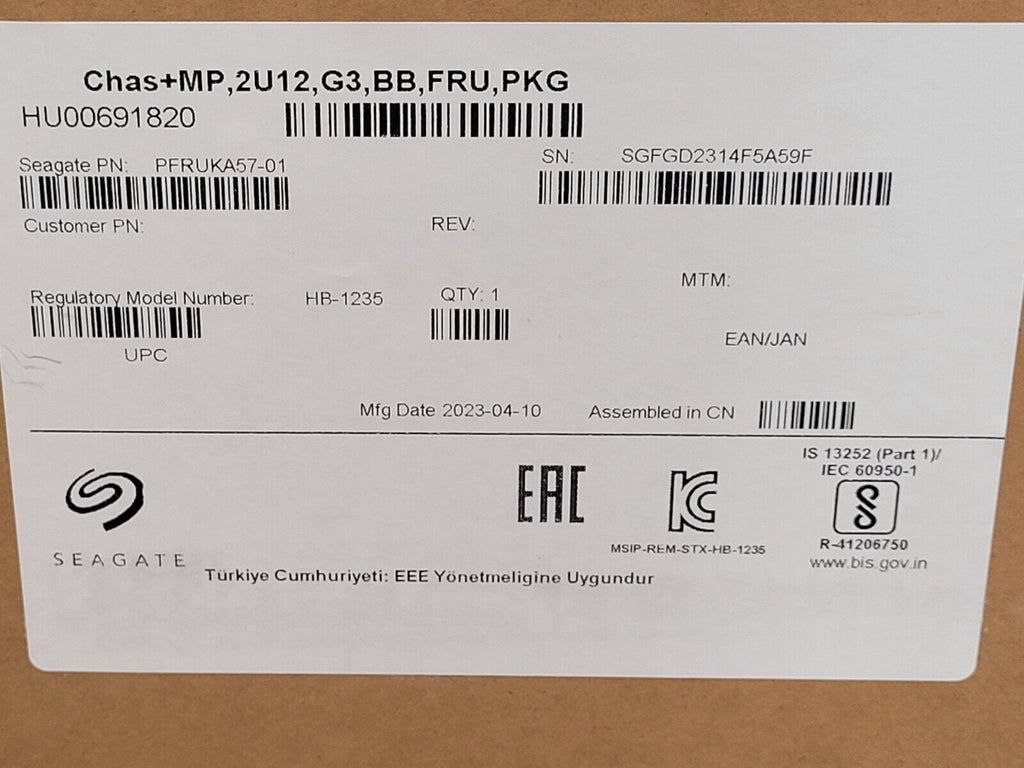 Chas+MP,2U12,G3,BB,FRU,PKG
HU00691820
Seagate PN: PFRUKA57-01
SN: SGFGD2314F5A59F
Customer PN:
REV:
MTM:
Regulatory Model Number: HB-1235
QTY: 1
EAN/JAN
UPC
Mfg Date 2023-04-10
Assembled in CN
IS 13252 (Part 1)/
IEC 60950-1
EAC
KC
SEAGATE
MSIP-REM-STX-HB-1235
R-41206750
www.bis.gov.in
Türkiye Cumhuriyeti: EEE Yönetmeligine Uygundur